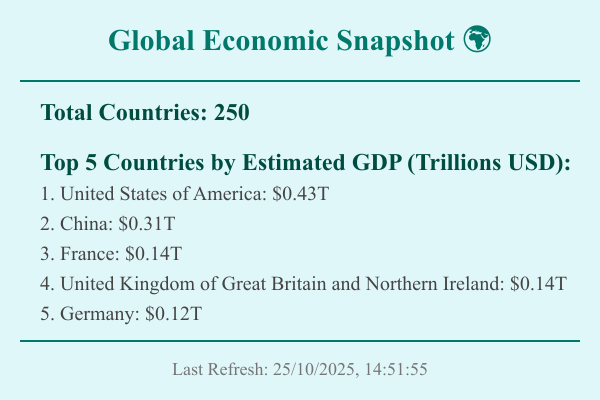 Global Economic Snapshot 🌍
Total Countries: 250
Top 5 Countries by Estimated GDP (Trillions USD):
1. United States of America: $0.43T
2. China: $0.31T
3. France: $0.14T
4. United Kingdom of Great Britain and Northern Ireland: $0.14T
5. Germany: $0.12T
Last Refresh: 25/10/2025, 14:51:55